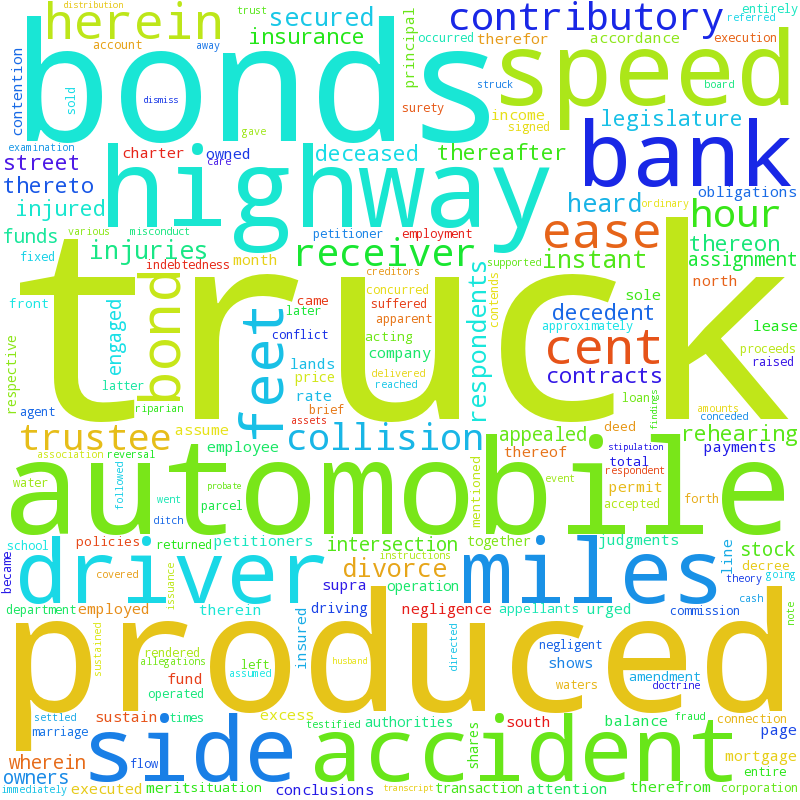 distribution
trust
entirely
herein
secured
contributory
referred
account
away
insurance
therefor
accordance
execution
principal
occurred
contention
bonds
speed
sold
dismiss
struck
board
surety
income
signed
legislature
gave
examination
charter
owned
care
deceased
thereafter
bank
street
thereto
highway
obligations
injured
heard
ordinary
hour
various
misconduct
petitioner
employment
ease
funds
injuries
receiver
instant
thereon
supported
assignment
fixed
month
indebtedness
creditors
concurred
contends
north
front
truck
bond
engaged
came
suffered
respondents
sole
later
apparent
decedent
lease
conflict
acting
approximately
cent
respective
feet
lands
company
proceeds
price
delivered
raised
latter
rate
reached
contracts
loan
agent
riparian
brief
assets
findings
amounts
conceded
trustee
assume
collision
appealed
deed
rehearing
association
reversal
employee
thereof
stipulation
total
payments
respondent
automobile
followed
mentioned
water
went
parcel
probate
event
permit
forth
ditch
accepted
school
policies
returned
petitioners
intersection
together
judgments
line
stock
became
driver
covered
issuance
divorce
instructions
miles
theory
decree
going
supra
operation
cash
department
employed
therein
insured
driving
negligence
appellants
urged
commission
note
produced
sustained
rendered
allegations
left
directed
negligent
shows
husband
fund
assumed
amendment
doctrine
operated
waters
settled
sustain
times
excess
testified
authorities
south
balance
fraud
connection
marriage
side
accident
page
wherein
flow
shares
mortgage
owners
entire
immediately
executed
merit
situation
conclusions
transcript
transaction
attention
therefrom
corporation